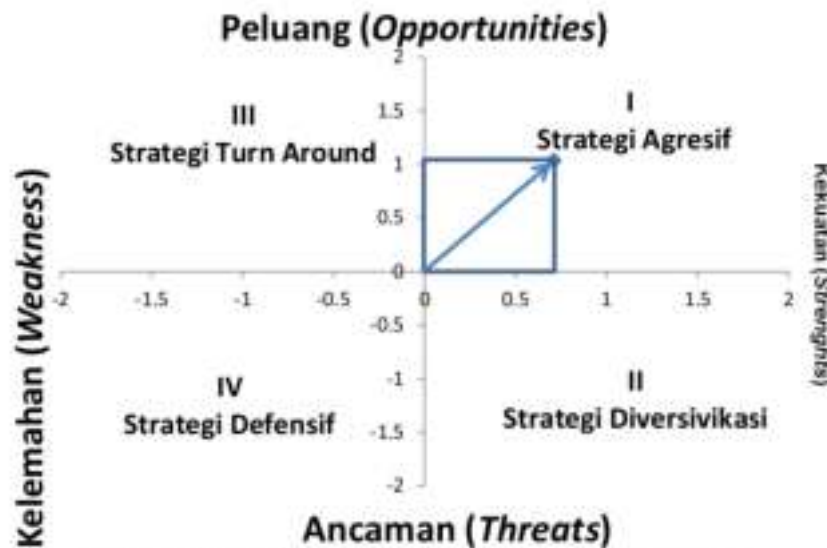 Peluang (Opportunities)
2
III
Strategi Turn Around
1.5
I
Strategi Agresif
1
0.5
0
Kelemahan (Weakness)
Kekuatan (Strenghts)
-2
-1.5
-1
-0.5
0
0.5
1
1.5
2
-0.5
IV
Strategi Defensif
-1
II
Strategi Diversivikasi
-1.5
-2
Ancaman (Threats)